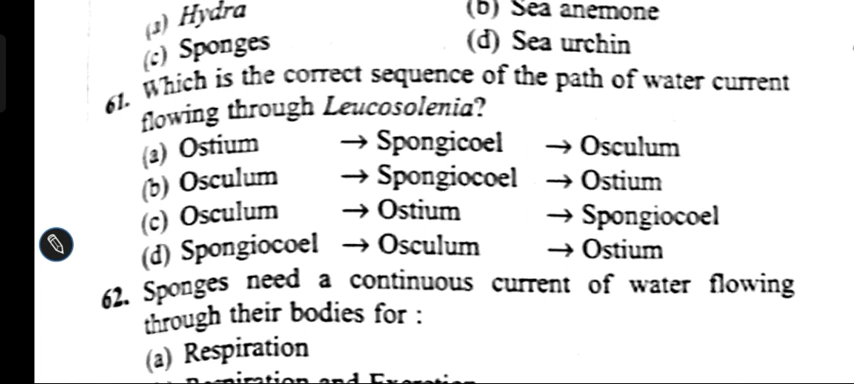 (a) Hydra (b) Sea anemone
(c) Sponges (d) Sea urchin
61. Which is the correct sequence of the path of water current
flowing through Leucosolenia?
(a) Ostium → Spongicoel → Osculum
(b) Osculum → Spongiocoel → Ostium
(c) Osculum → Ostium → Spongiocoel
(d) Spongiocoel → Osculum → Ostium
62. Sponges need a continuous current of water flowing
through their bodies for :
(a) Respiration
and